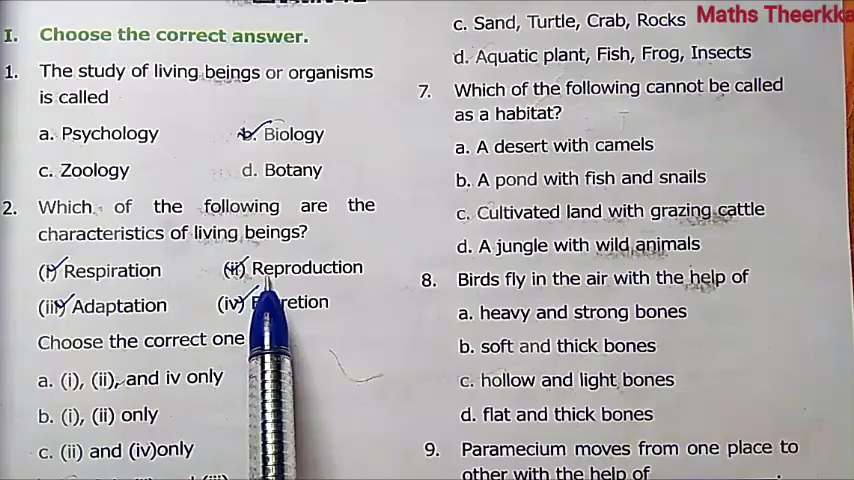 I. Choose the correct answer.
1. The study of living beings or organisms
is called
a. Psychology b. Biology
c. Zoology d. Botany
2. Which of the following are the
characteristics of living beings?
(i) Respiration (ii) Reproduction
(iii) Adaptation (iv) retion
Choose the correct one
a. (i), (ii), and iv only
b. (i), (ii) only
c. (ii) and (iv)only
c. Sand, Turtle, Crab, Rocks
Maths Theerkka
d. Aquatic plant, Fish, Frog, Insects
7. Which of the following cannot be called
as a habitat?
a. A desert with camels
b. A pond with fish and snails
c. Cultivated land with grazing cattle
d. A jungle with wild animals
8. Birds fly in the air with the help of
a. heavy and strong bones
b. soft and thick bones
c. hollow and light bones
d. flat and thick bones
9. Paramecium moves from one place to
other with the help of .